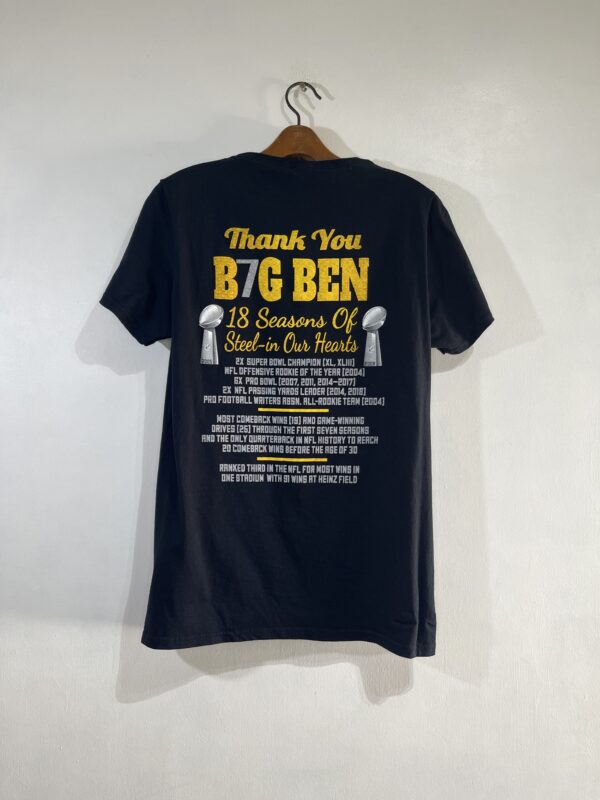 Thank You
B7G BEN
18 Seasons Of
Steel-in Our Hearts
2X SUPER BOWL CHAMPION (XL, XLIII)
NFL OFFENSIVE ROOKIE OF THE YEAR (2004)
6X PRO BOWL (2007, 2011, 2014-2017)
2X NFL PASSING YARDS LEADER (2014, 2018)
PRO FOOTBALL WRITERS ASSN. ALL-ROOKIE TEAM (2004)
MOST COMEBACK WINS (19) AND GAME-WINNING
DRIVES (25) THROUGH THE FIRST SEVEN SEASONS
AND THE ONLY QUARTERBACK IN NFL HISTORY TO REACH
20 COMEBACK WINS BEFORE THE AGE OF 30
RANKED THIRD IN THE NFL FOR MOST WINS IN
ONE STADIUM WITH 91 WINS AT HEINZ FIELD